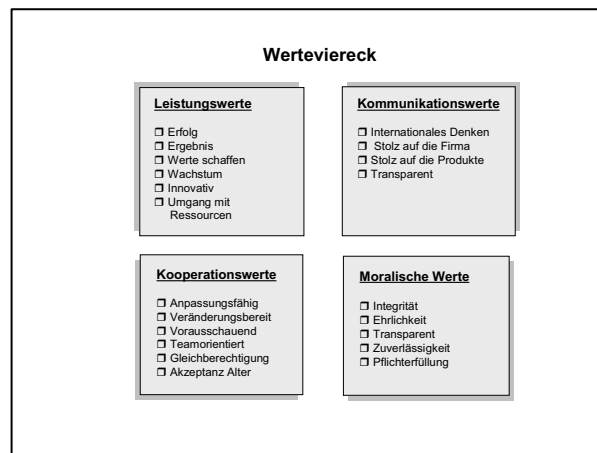 Werteviereck
Leistungswerte
❒ Erfolg
❒ Ergebnis
❒ Werte schaffen
❒ Wachstum
❒ Innovativ
❒ Umgang mit
Ressourcen
Kommunikationswerte
❒ Internationales Denken
❒ Stolz auf die Firma
❒ Stolz auf die Produkte
❒ Transparent
Kooperationswerte
❒ Anpassungsfähig
❒ Veränderungsbereit
❒ Vorausschauend
❒ Teamorientiert
❒ Gleichberechtigung
❒ Akzeptanz Alter
Moralische Werte
❒ Integrität
❒ Ehrlichkeit
❒ Transparent
❒ Zuverlässigkeit
❒ Pflichterfüllung